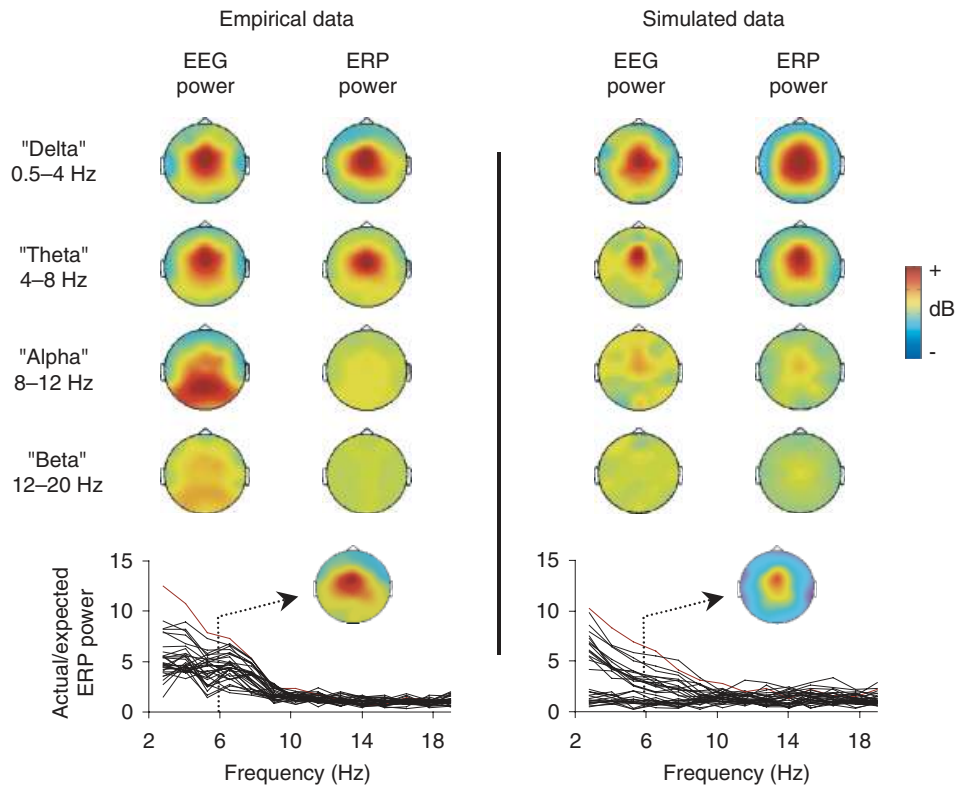 Empirical data
Simulated data
EEG power
ERP power
EEG power
ERP power
"Delta"
0.5–4 Hz
"Theta"
4–8 Hz
"Alpha"
8–12 Hz
"Beta"
12–20 Hz
+
dB
-
Actual/expected
ERP power
15
10
5
0
2
6
10
14
18
Frequency (Hz)
15
10
5
0
2
6
10
14
18
Frequency (Hz)